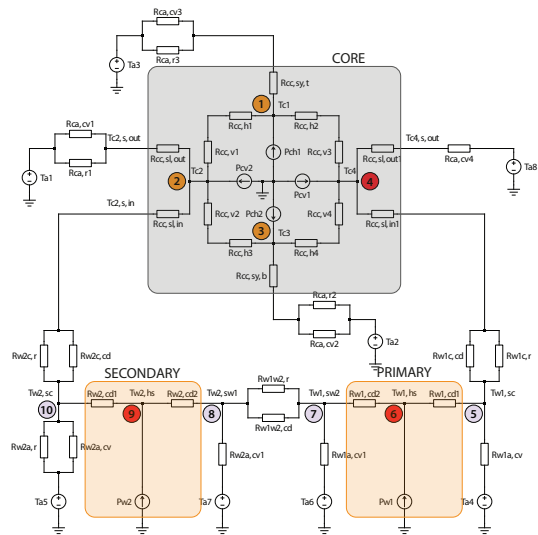 Rca, cv3
Rca, r3
Ta3
CORE
Rcc, sy, t
1
Tc1
Rca, cv1
Rca, r1
Ta1
Tc2, s, out
Rcc, sl, out
Rcc, h1
Rcc, h2
Rcc, v1
Pch1
Rcc, v3
Tc4, s, out
Rcc, sl, out1
Rca, cv4
Ta8
Tc2
2
Pcv2
Pcv1
Tc4
4
Tc2, s, in
Rcc, sl, in
Rcc, v2
Pch2
Rcc, v4
Rcc, sl, in1
3
Tc3
Rcc, h3
Rcc, h4
Rcc, sy, b
Rca, r2
Rca, cv2
Ta2
Rw2c, r
Rw2c, cd
Rw1c, cd
Rw1c, r
SECONDARY
PRIMARY
Tw2, sc
10
Rw2, cd1
Tw2, hs
9
Rw2, cd2
Tw2, sw1
8
Rw1w2, r
Rw1w2, cd
Tw1, sw2
7
Rw1, cd2
Tw1, hs
6
Rw1, cd1
Tw1, sc
5
Rw2a, r
Rw2a, cv
Rw2a, cv1
Rw1a, cv1
Rw1a, cv
Ta5
Pw2
Ta7
Ta6
Pw1
Ta4